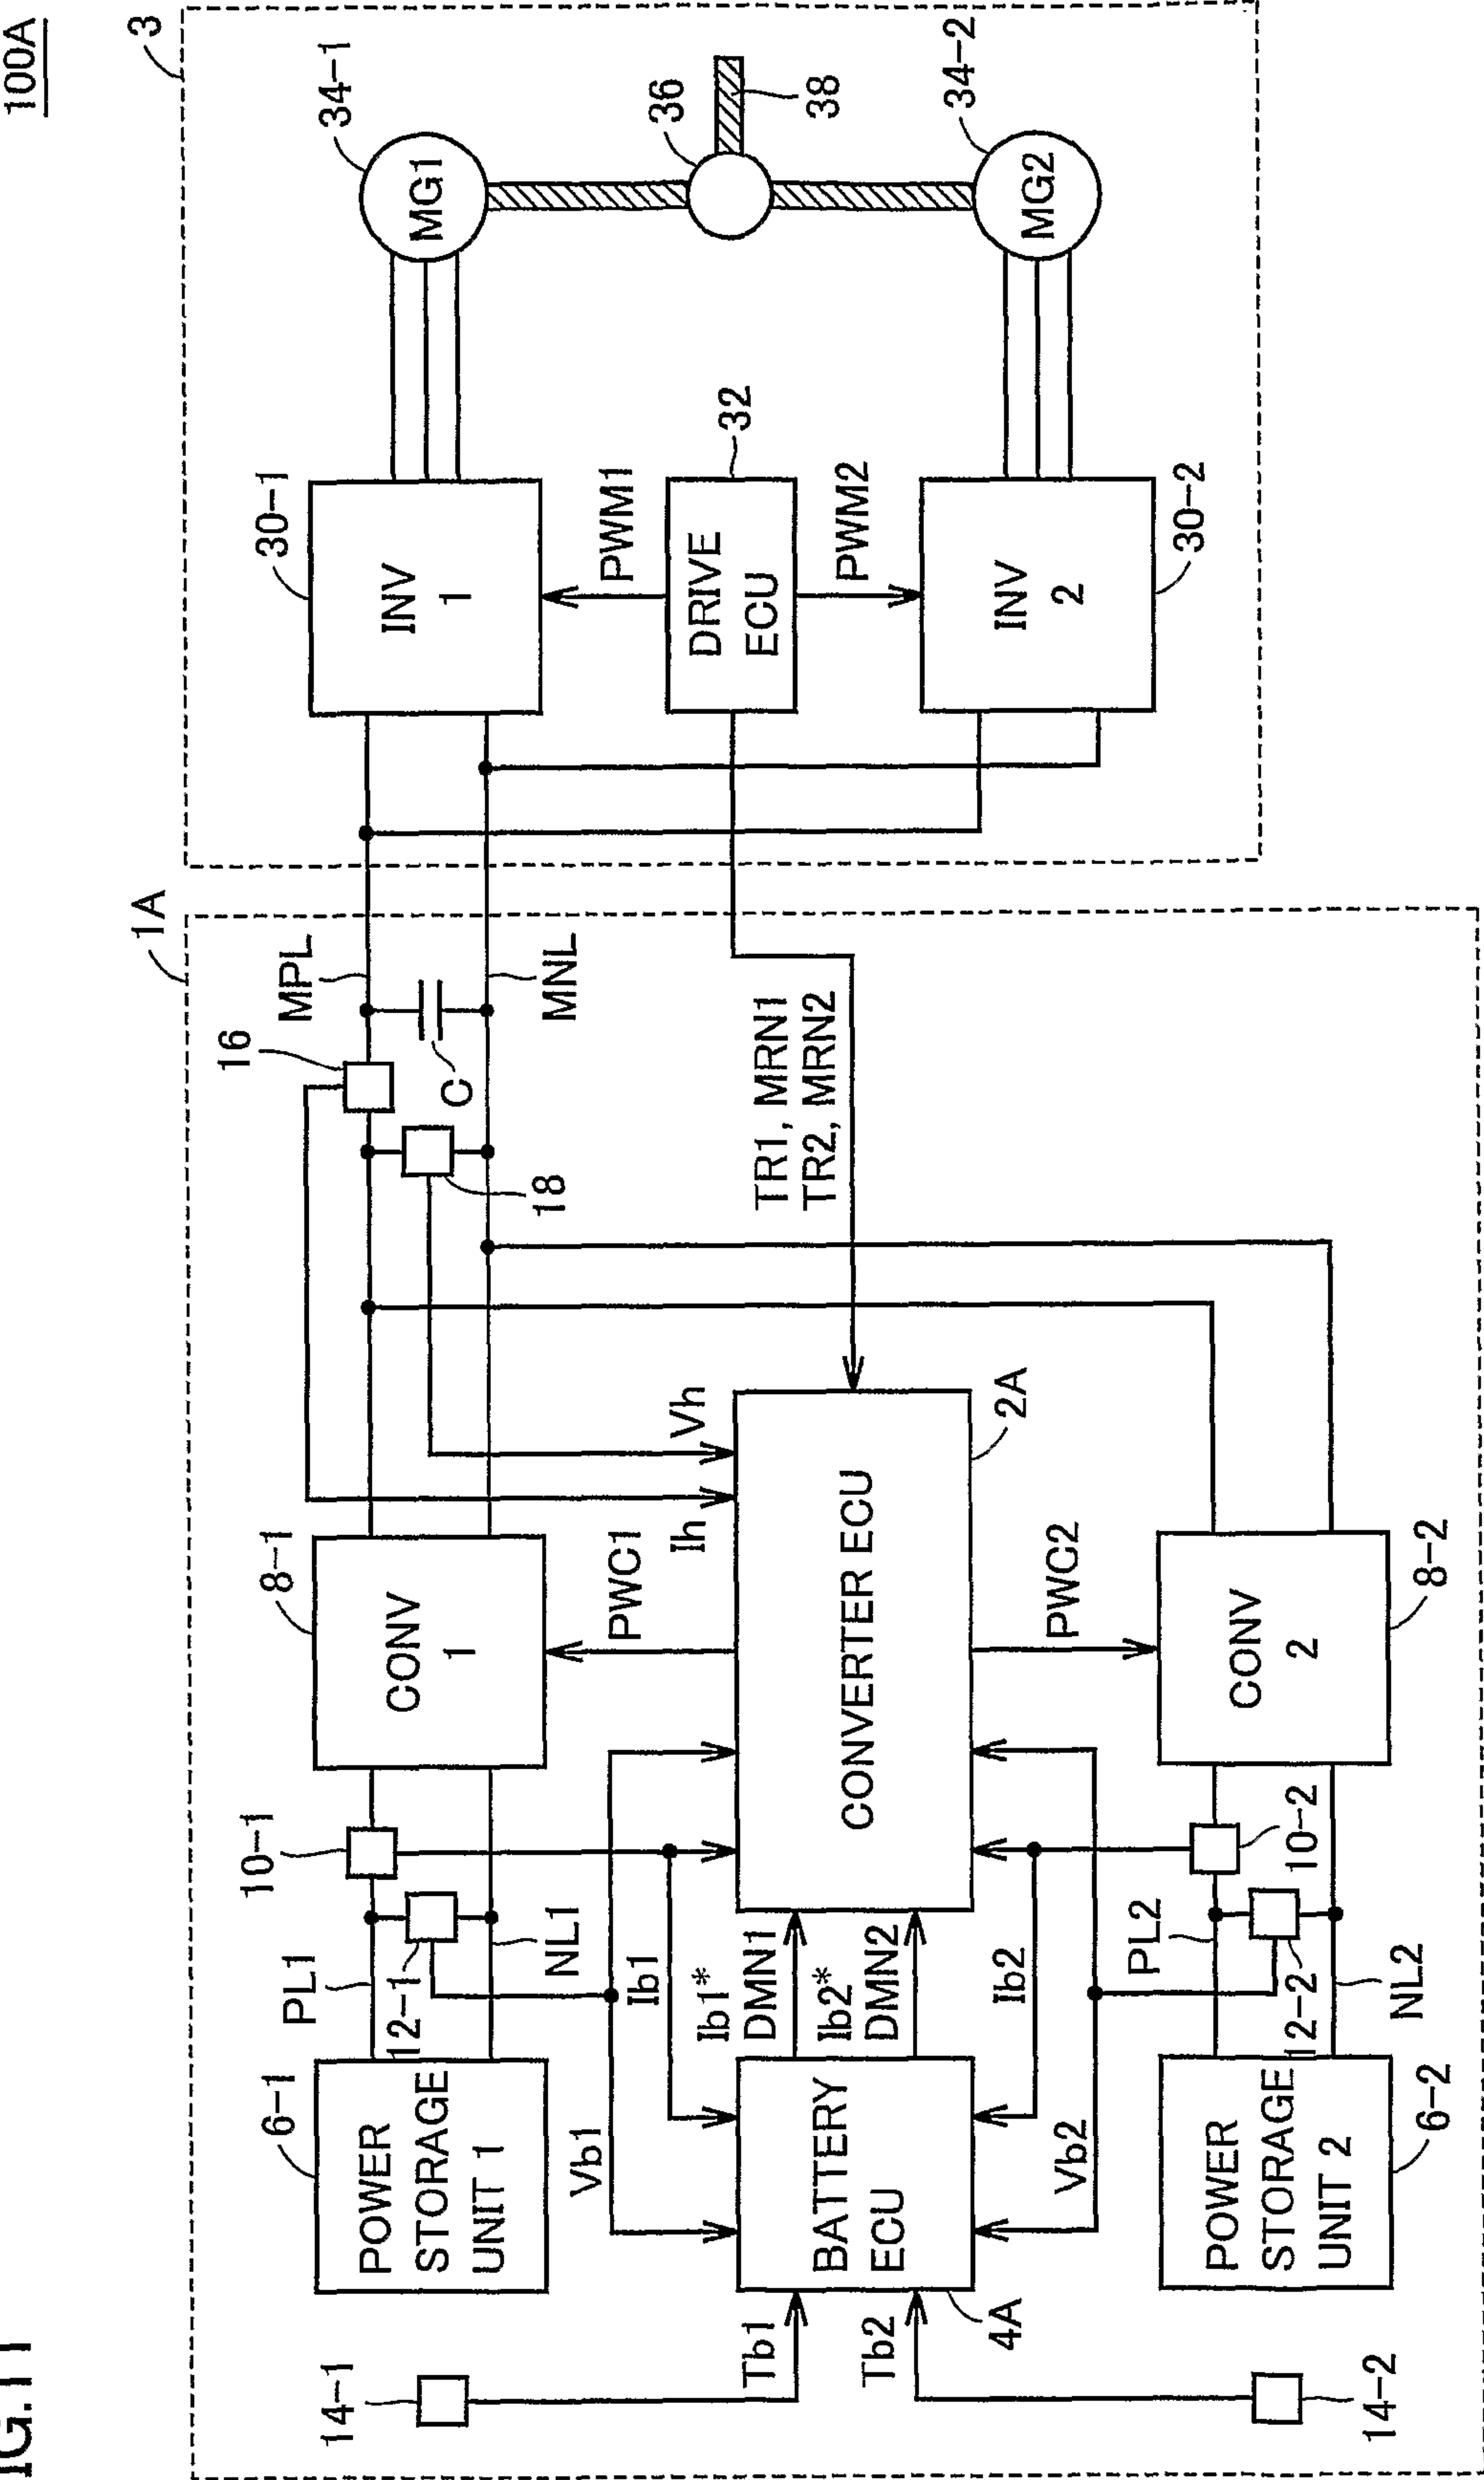 IG.11
100A
1A
3
14-1
6-1
PL1
10-1
8-1
16
MPL
30-1
34-1
POWER
STORAGE
UNIT 1
12-1
NL1
CONV
1
C
18
MNL
INV
1
MG1
Vb1
Ib1
PWC1
Ih
Vh
PWM1
36
Tb1
Tb2
4A
BATTERY
ECU
Ib1*
DMN1
Ib2*
DMN2
CONVERTER ECU
2A
TR1, MRN1
TR2, MRN2
DRIVE
ECU
32
38
Vb2
Ib2
PL2
PWC2
PWM2
34-2
14-2
POWER
STORAGE
UNIT 2
6-2
12-2
NL2
10-2
CONV
2
8-2
INV
2
30-2
MG2